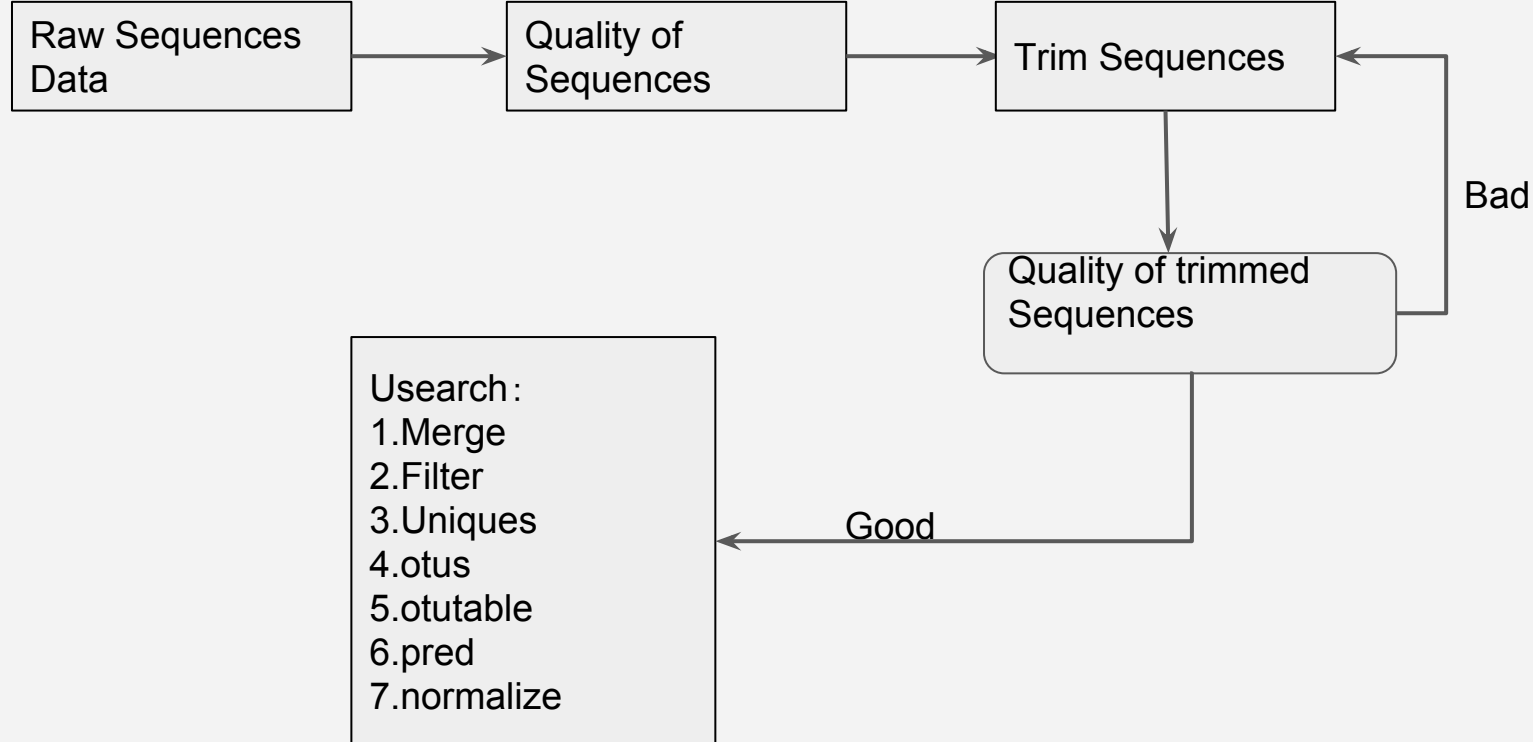 Raw Sequences
Data
Quality of
Sequences
Trim Sequences
Bad
Quality of trimmed
Sequences
Good
Usearch：
1.Merge
2.Filter
3.Uniques
4.otus
5.otutable
6.pred
7.normalize